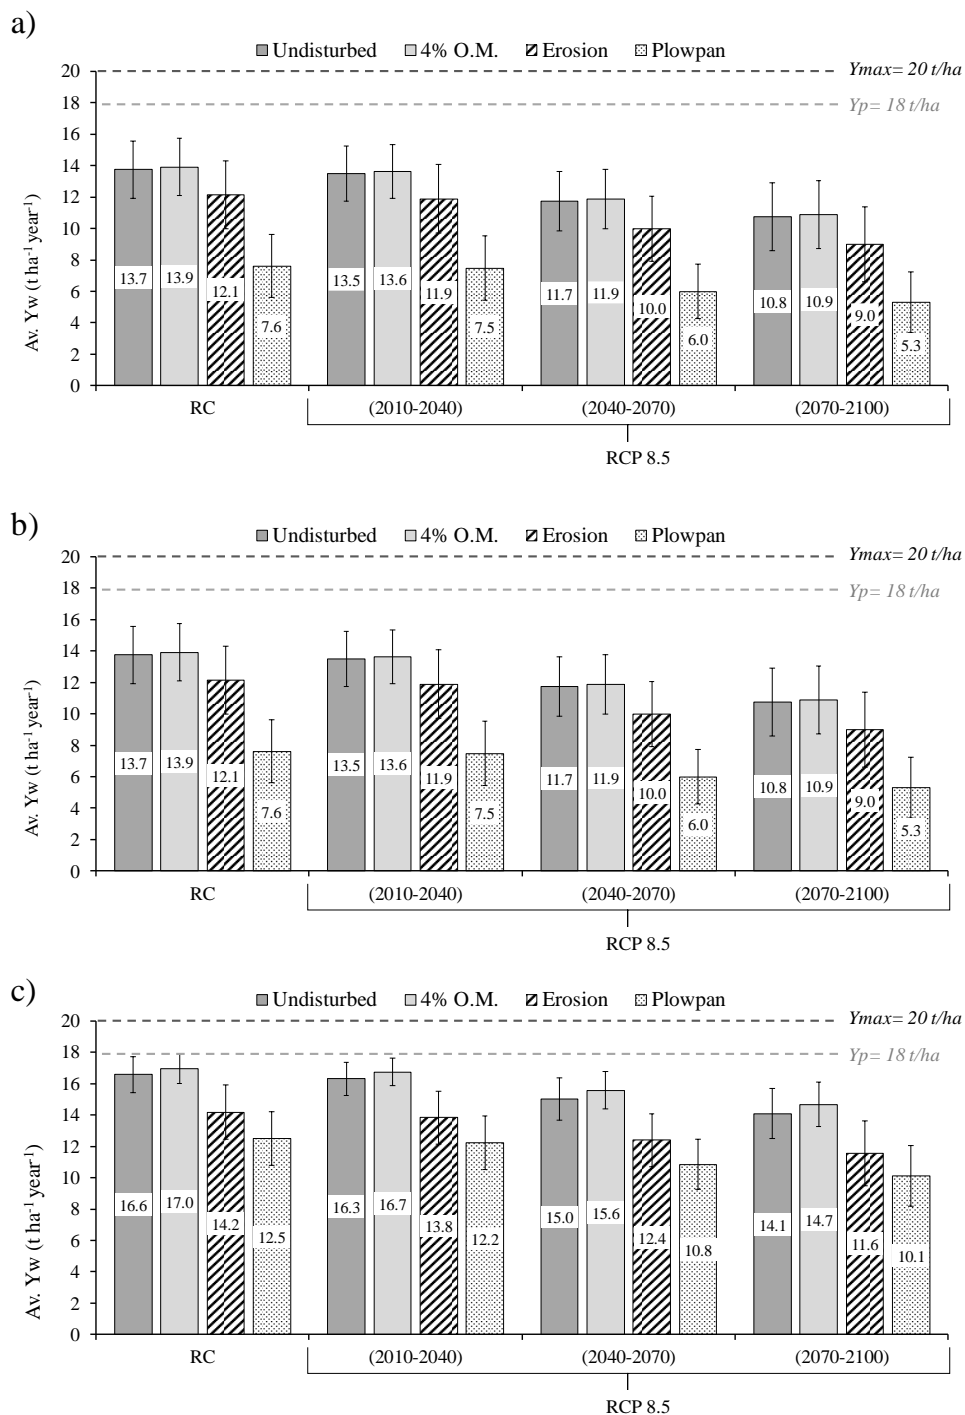 a)
Undisturbed 4% O.M. Erosion Plowpan
Ymax= 20 t/ha
Yp= 18 t/ha
Av. Yw (t ha-1 year-1)
20
18
16
14
12
10
8
6
4
2
0
13.7 13.9 12.1 7.6 13.5 13.6 11.9 7.5 11.7 11.9 10.0 6.0 10.8 10.9 9.0 5.3
RC (2010-2040) (2040-2070) (2070-2100)
RCP 8.5
b)
Undisturbed 4% O.M. Erosion Plowpan
Ymax= 20 t/ha
Yp= 18 t/ha
Av. Yw (t ha-1 year-1)
20
18
16
14
12
10
8
6
4
2
0
13.7 13.9 12.1 7.6 13.5 13.6 11.9 7.5 11.7 11.9 10.0 6.0 10.8 10.9 9.0 5.3
RC (2010-2040) (2040-2070) (2070-2100)
RCP 8.5
c)
Undisturbed 4% O.M. Erosion Plowpan
Ymax= 20 t/ha
Yp= 18 t/ha
Av. Yw (t ha-1 year-1)
20
18
16
14
12
10
8
6
4
2
0
16.6 17.0 14.2 12.5 16.3 16.7 13.8 12.2 15.0 15.6 12.4 10.8 14.1 14.7 11.6 10.1
RC (2010-2040) (2040-2070) (2070-2100)
RCP 8.5